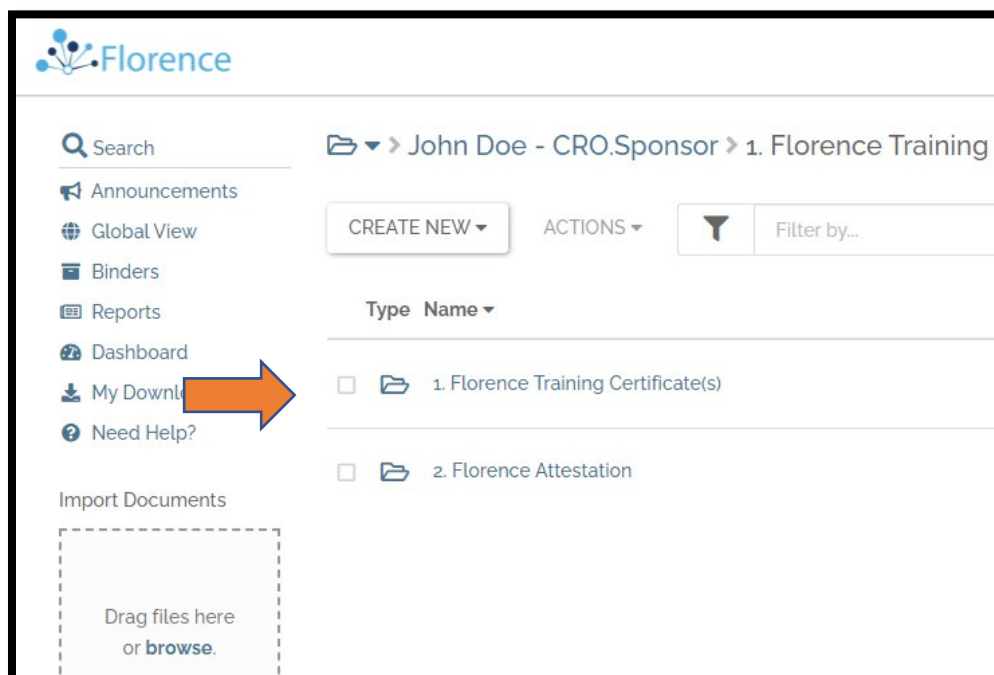 Florence
Search
Announcements
Global View
Binders
Reports
Dashboard
My Downl
Need Help?
Import Documents
Drag files here
or browse.
John Doe - CRO.Sponsor > 1. Florence Training
CREATE NEW
ACTIONS
Filter by...
Type Name
1. Florence Training Certificate(s)
2. Florence Attestation